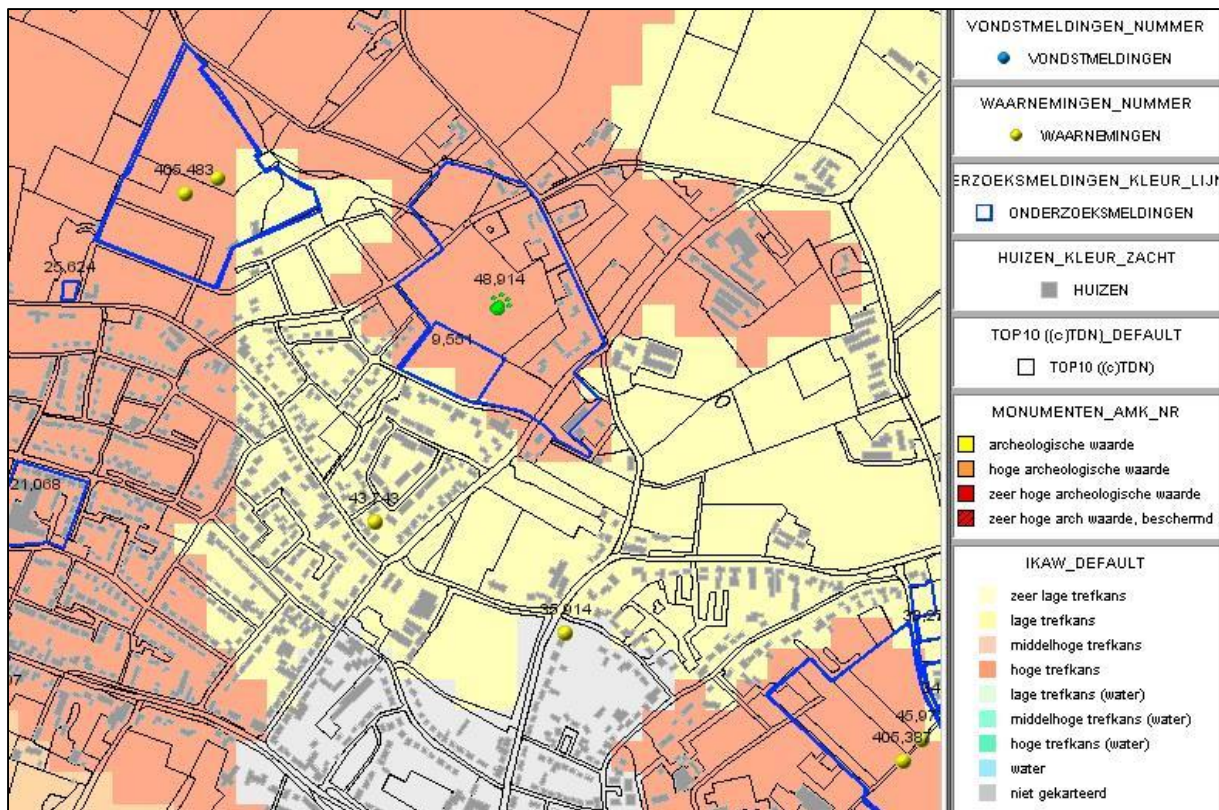 405,483
25,624
48,914
9,551
21,068
43,743
35,914
405,387
VONDSTMELDINGEN_NUMMER
VONDSTMELDINGEN
WAARNEMINGEN_NUMMER
WAARNEMINGEN
ERZOEKSMELDINGEN_KLEUR_LIJN
ONDERZOEKSMELDINGEN
HUIZEN_KLEUR_ZACHT
HUIZEN
TOP10 ((c)TDN)_DEFAULT
TOP10 ((c)TDN)
MONUMENTEN_AMK_NR
archeologische waarde
hoge archeologische waarde
zeer hoge archeologische waarde
zeer hoge arch waarde, beschermd
IKAW_DEFAULT
zeer lage trefkans
lage trefkans
middelhoge trefkans
hoge trefkans
lage trefkans (water)
middelhoge trefkans (water)
hoge trefkans (water)
water
niet gekarteerd